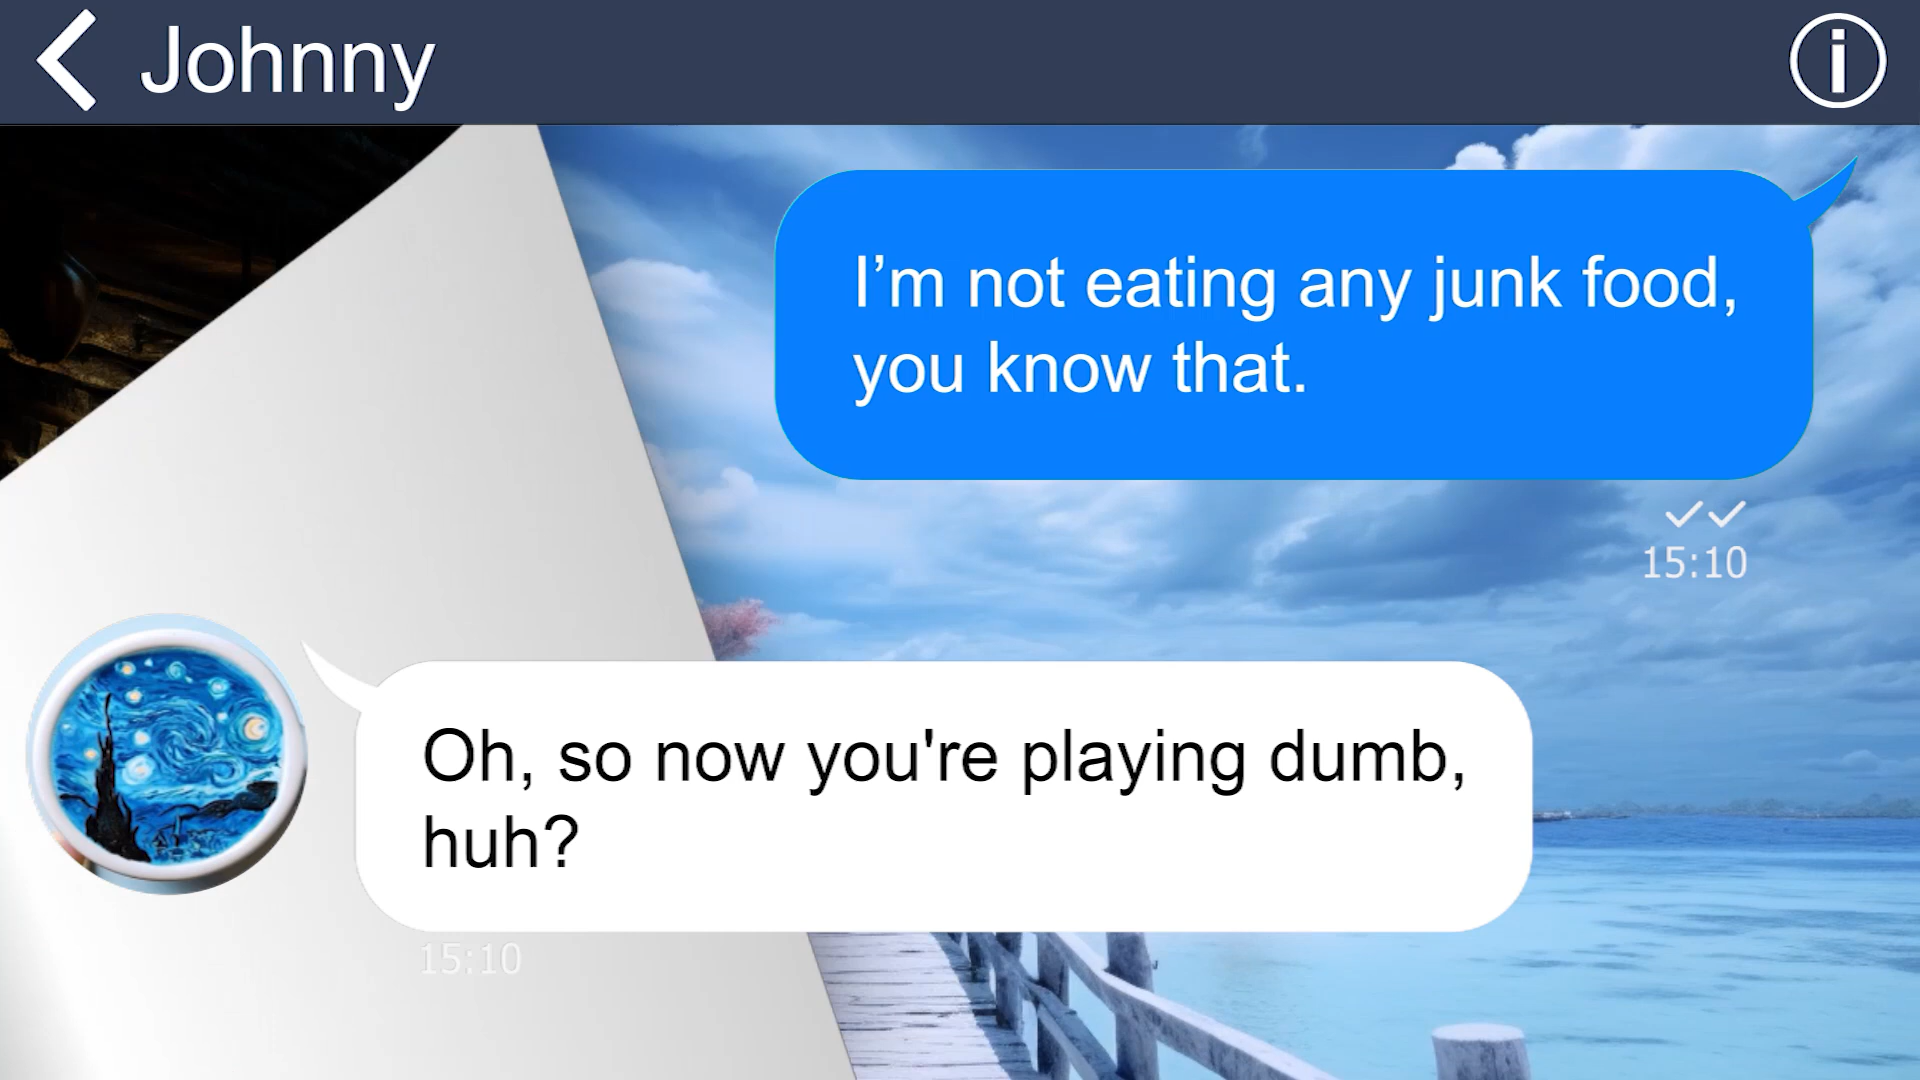 Johnny
I’m not eating any junk food,
you know that.
15:10
Oh, so now you're playing dumb,
huh?
15:10